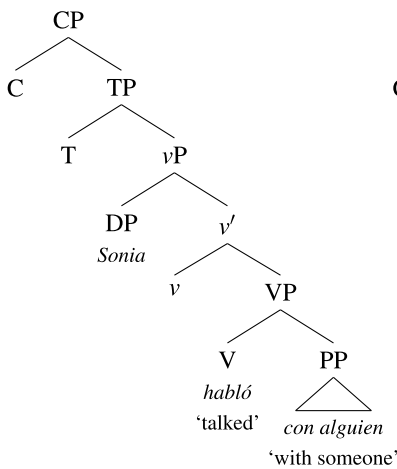 CP
C TP
T vP
DP v′
Sonia
v VP
V PP
habló con alguien
'talked' 'with someone'